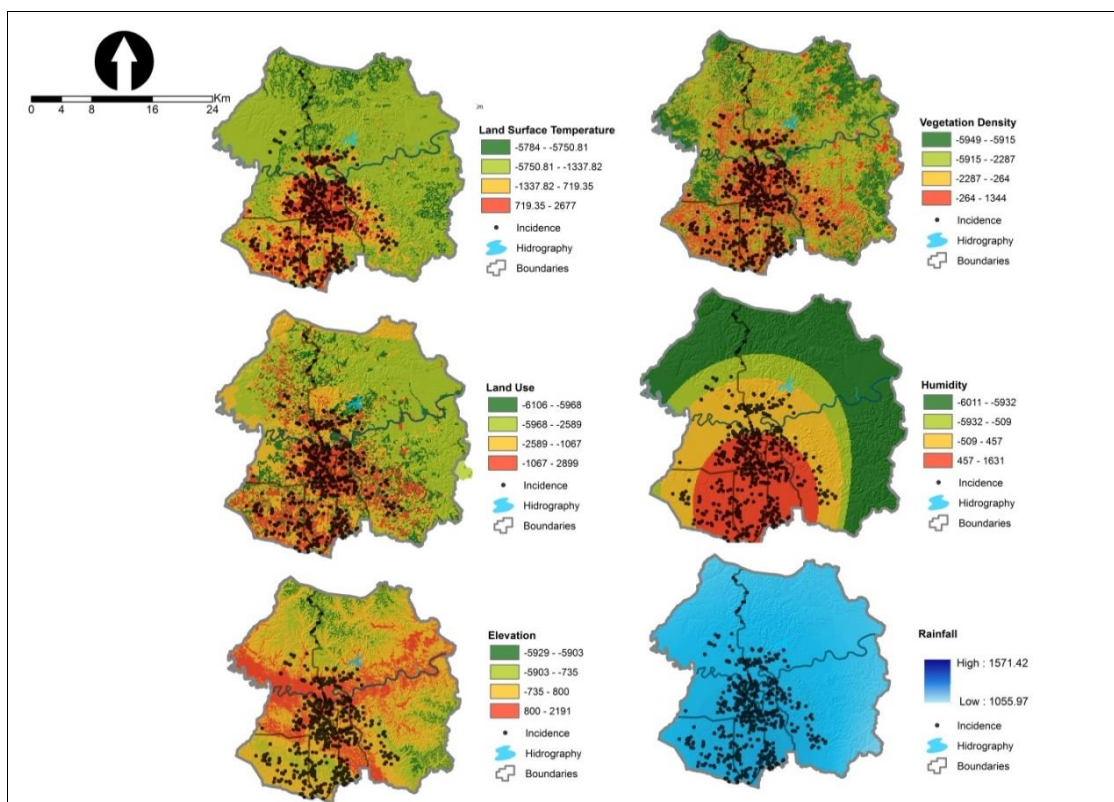 Km
0 4 8 16 24
Land Surface Temperature
-5784 - -5750.81
-5750.81 - -1337.82
-1337.82 - 719.35
719.35 - 2677
Incidence
Hidrography
Boundaries
Vegetation Density
-5949 - -5915
-5915 - -2287
-2287 - -264
-264 - 1344
Incidence
Hidrography
Boundaries
Land Use
-6106 - -5968
-5968 - -2589
-2589 - -1067
-1067 - 2899
Incidence
Hidrography
Boundaries
Humidity
-6011 - -5932
-5932 - -509
-509 - 457
457 - 1631
Incidence
Hidrography
Boundaries
Elevation
-5929 - -5903
-5903 - -735
-735 - 800
800 - 2191
Incidence
Hidrography
Boundaries
Rainfall
High : 1571.42
Low : 1055.97
Incidence
Hidrography
Boundaries